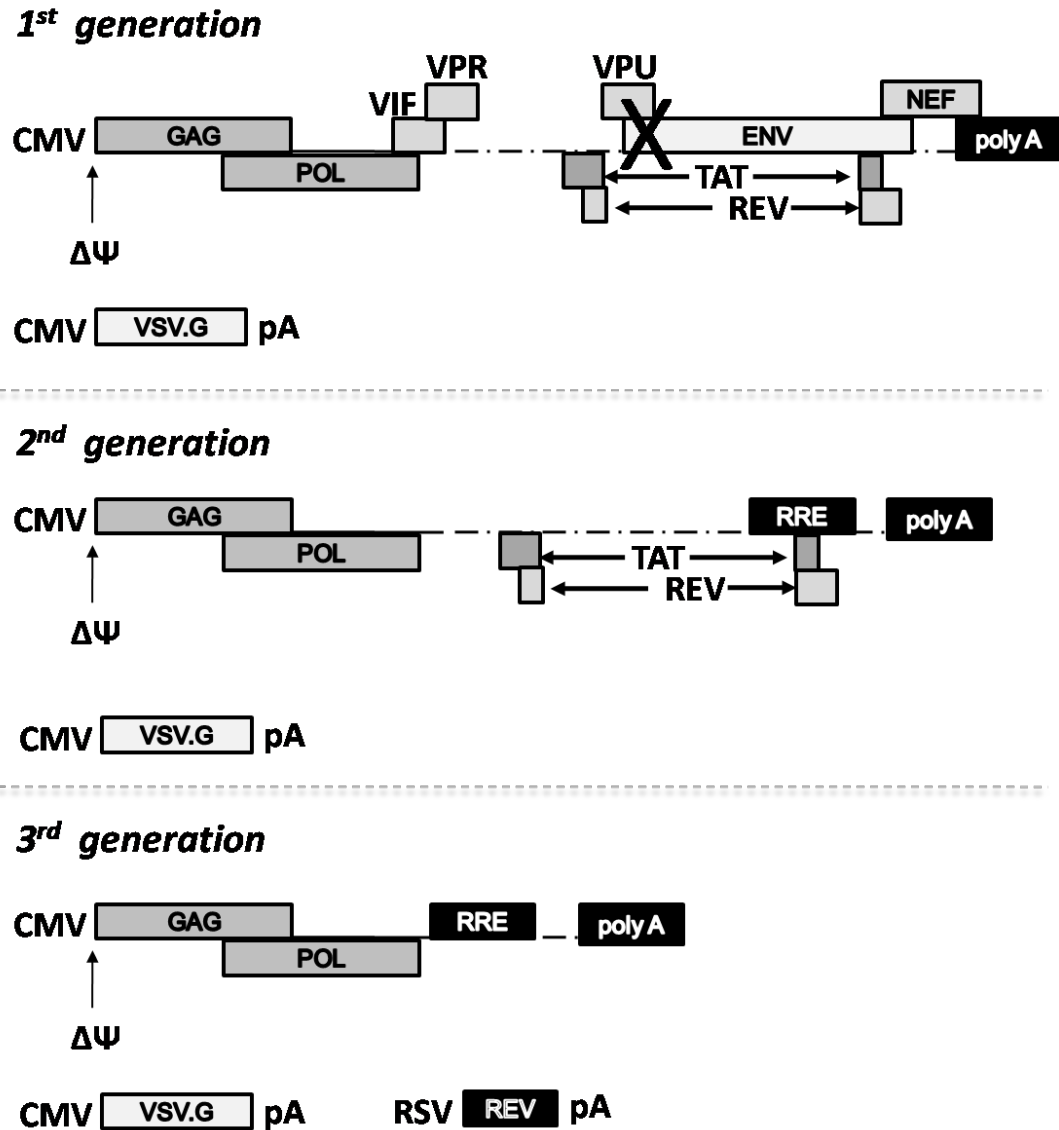 1st generation
VPR VPU
VIF NEF
CMV GAG ENV poly A
POL TAT
REV
ΔΨ
CMV VSV.G pA
2nd generation
CMV GAG RRE poly A
POL TAT
REV
ΔΨ
CMV VSV.G pA
3rd generation
CMV GAG RRE poly A
POL
ΔΨ
CMV VSV.G pA RSV REV pA